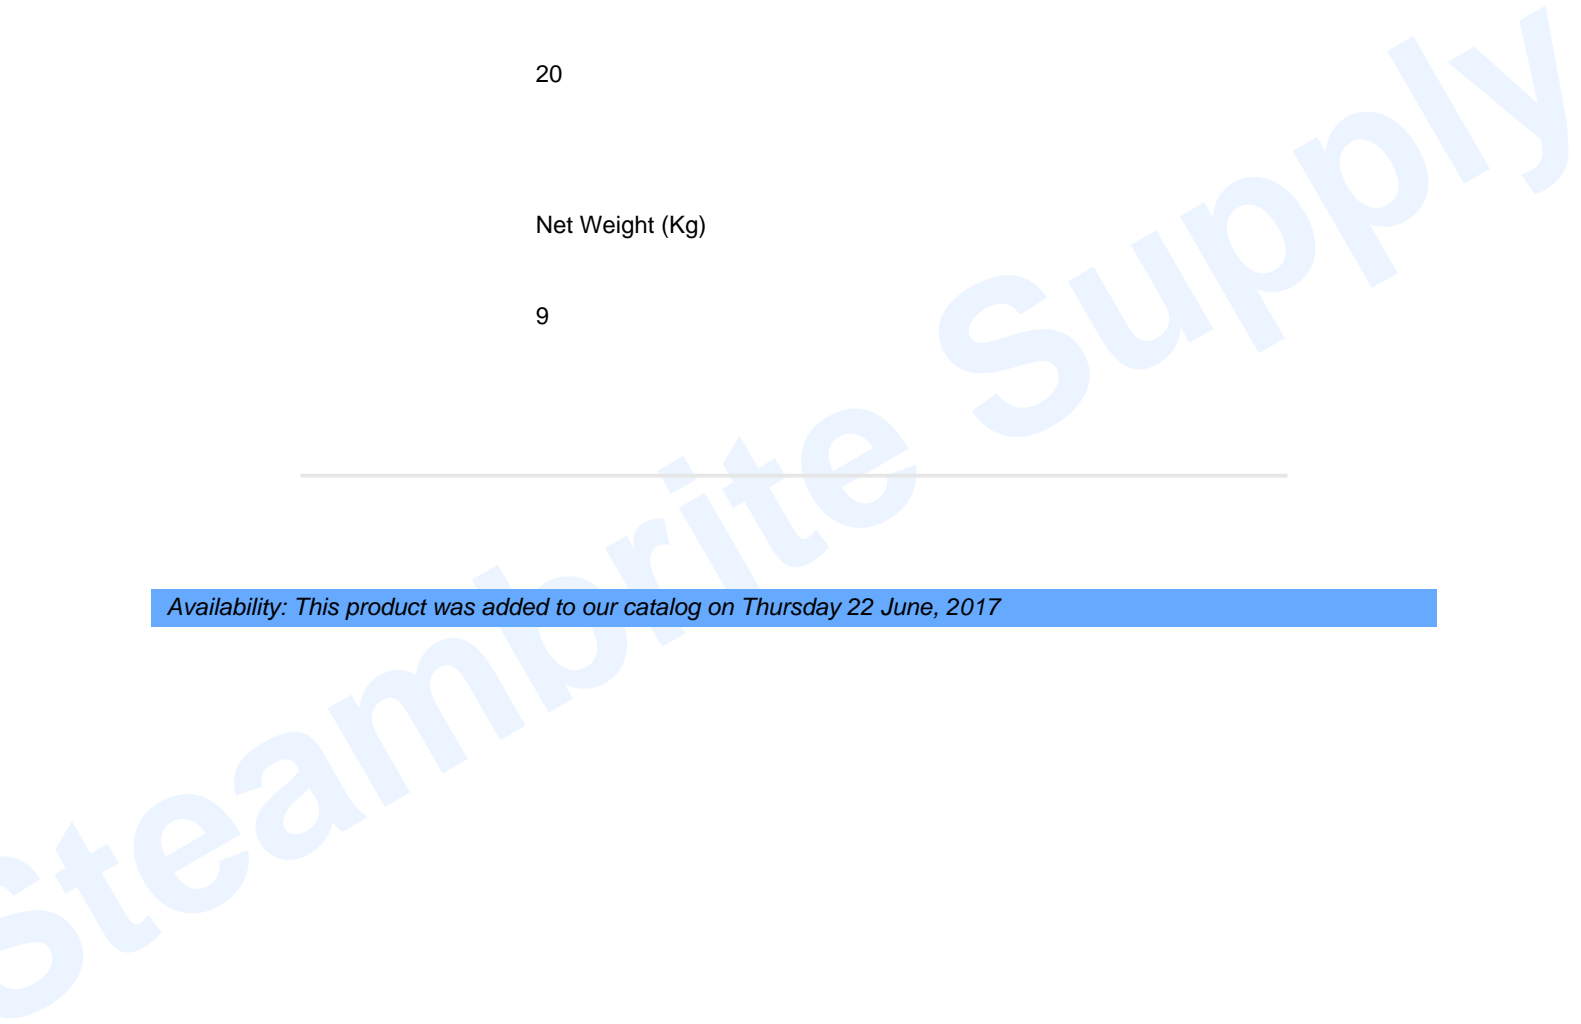 20
Net Weight (Kg)
9
Availability: This product was added to our catalog on Thursday 22 June, 2017
Steambrite Supply